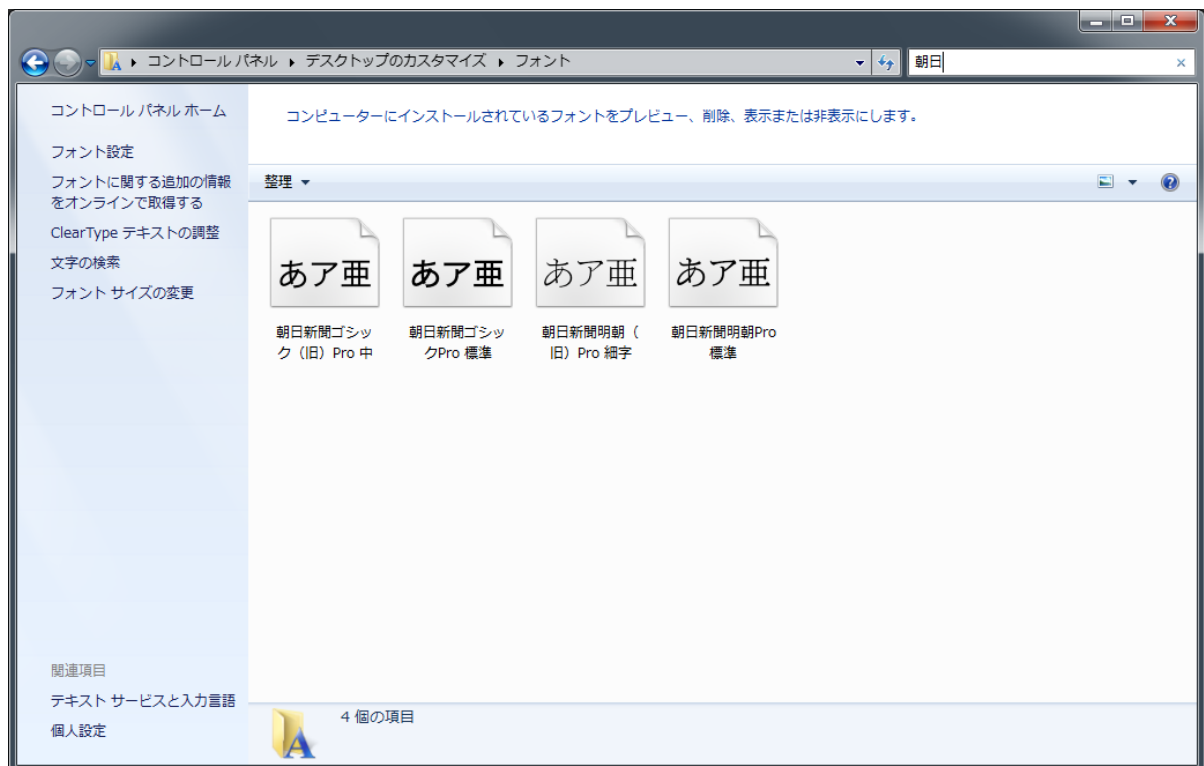 コントロール パネル ▸ デスクトップのカスタマイズ ▸ フォント
朝日
コントロール パネル ホーム
フォント設定
フォントに関する追加の情報
をオンラインで取得する
ClearType テキストの調整
文字の検索
フォント サイズの変更
関連項目
テキスト サービスと入力言語
個人設定
コンピューターにインストールされているフォントをプレビュー、削除、表示または非表示にします。
整理
あア亜
朝日新聞ゴシッ
ク（旧）Pro 中
あア亜
朝日新聞ゴシッ
クPro 標準
あア亜
朝日新聞明朝（
旧）Pro 細字
あア亜
朝日新聞明朝Pro
標準
4 個の項目